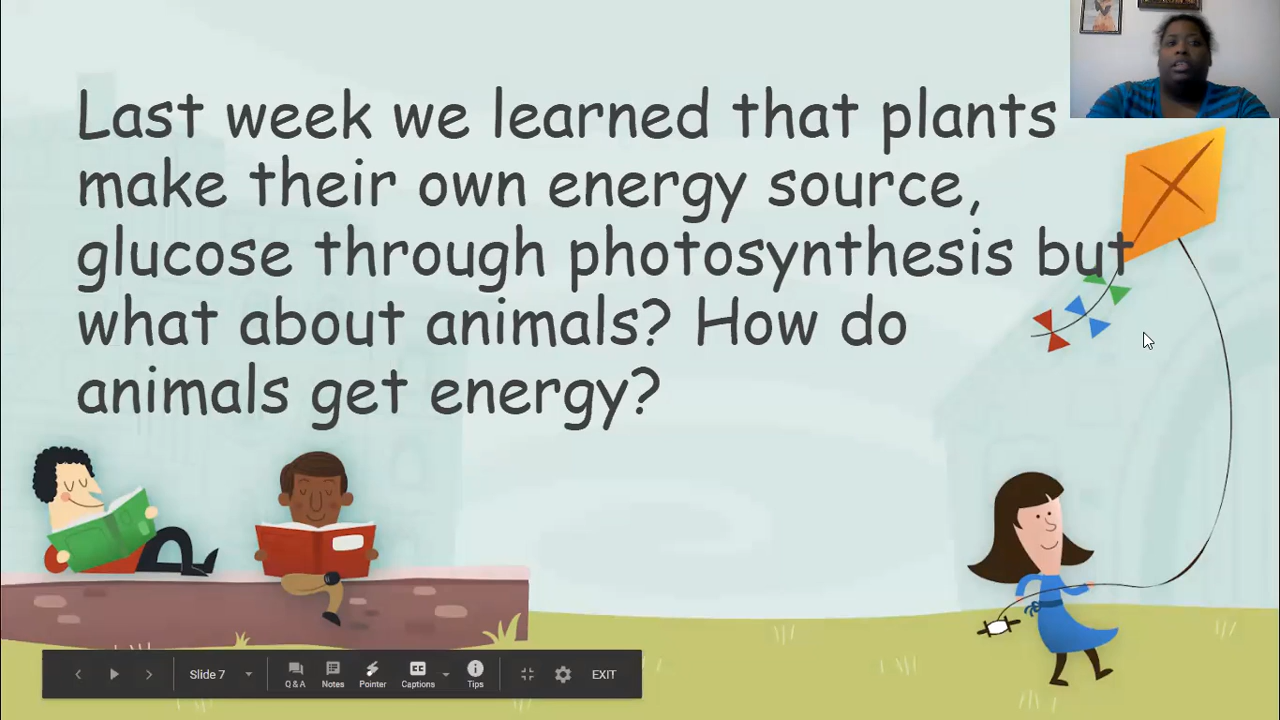 Last week we learned that plants
make their own energy source,
glucose through photosynthesis but
what about animals? How do
animals get energy?
Slide 7
Q & A
Notes
Pointer
CC
Captions
Tips
EXIT